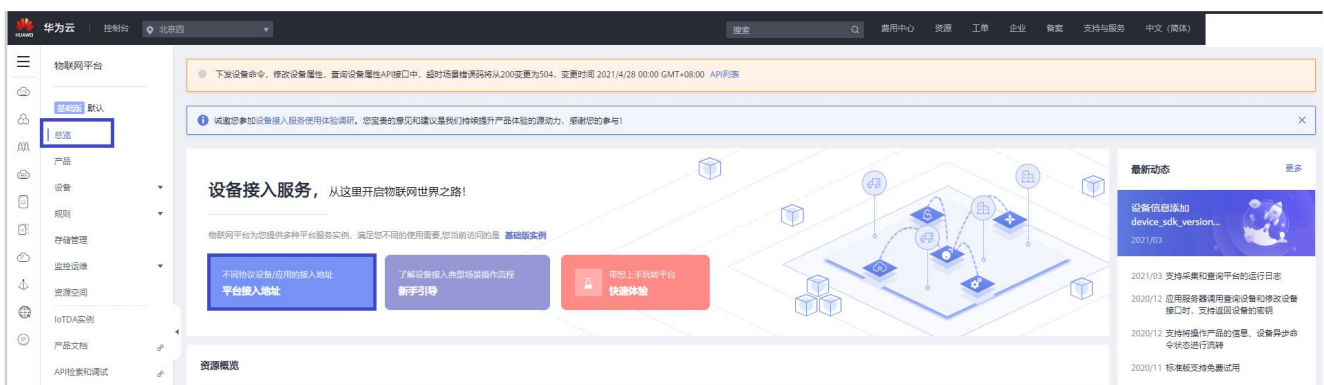 HUAWEI
华为云 控制台 北京四 搜索 费用中心 资源 工单 企业 备案 支持与服务 中文 (简体)
物联网平台
基础版 默认
总览
产品
设备
规则
存储管理
监控运维
资源空间
IoTDA实例
产品文档
API检索和调试
下发设备命令、修改设备属性、查询设备属性API接口中，超时场景错误码将从200变更为504，变更时间 2021/4/28 00:00 GMT+08:00 API列表
诚邀您参加设备接入服务使用体验调研，您宝贵的意见和建议是我们持续提升产品体验的源动力，感谢您的参与！
设备接入服务，从这里开启物联网世界之路！
物联网平台为您提供多种平台服务实例，满足您不同的使用需要,您当前访问的是 基础版实例
不同协议设备/应用的接入地址
平台接入地址
了解设备接入典型场景操作流程
新手引导
带您上手玩转平台
快速体验
资源概览
最新动态 更多
设备信息添加
device_sdk_version...
2021/03
2021/03 支持采集和查询平台的运行日志
2020/12 应用服务器调用查询设备和修改设备
接口时，支持返回设备的密钥
2020/12 支持将操作产品的信息、设备异步命
令状态进行流转
2020/11 标准版支持免费试用